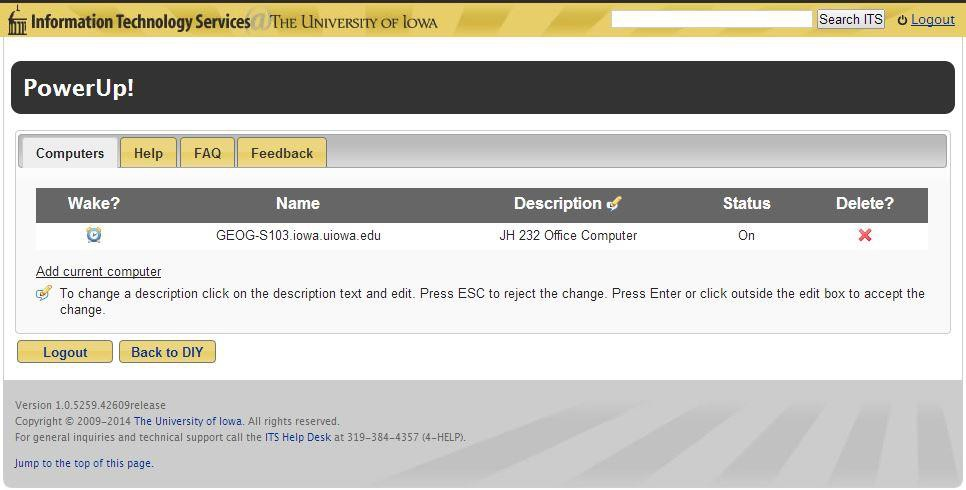 Information Technology Services@THE UNIVERSITY OF IOWA Search ITS Logout
PowerUp!
Computers Help FAQ Feedback
Wake? Name Description Status Delete?
GEOG-S103.iowa.uiowa.edu JH 232 Office Computer On
Add current computer
To change a description click on the description text and edit. Press ESC to reject the change. Press Enter or click outside the edit box to accept the
change.
Logout Back to DIY
Version 1.0.5259.42609release
Copyright © 2009-2014 The University of Iowa. All rights reserved.
For general inquiries and technical support call the ITS Help Desk at 319-384-4357 (4-HELP).
Jump to the top of this page.